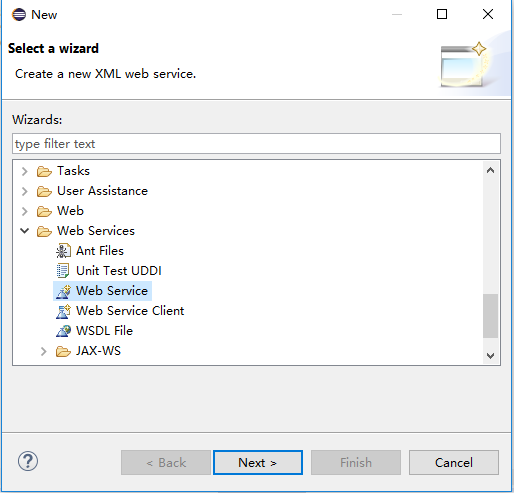 New
Select a wizard
Create a new XML web service.
Wizards:
type filter text
Tasks
User Assistance
Web
Web Services
Ant Files
Unit Test UDDI
Web Service
Web Service Client
WSDL File
JAX-WS
?
< Back
Next >
Finish
Cancel